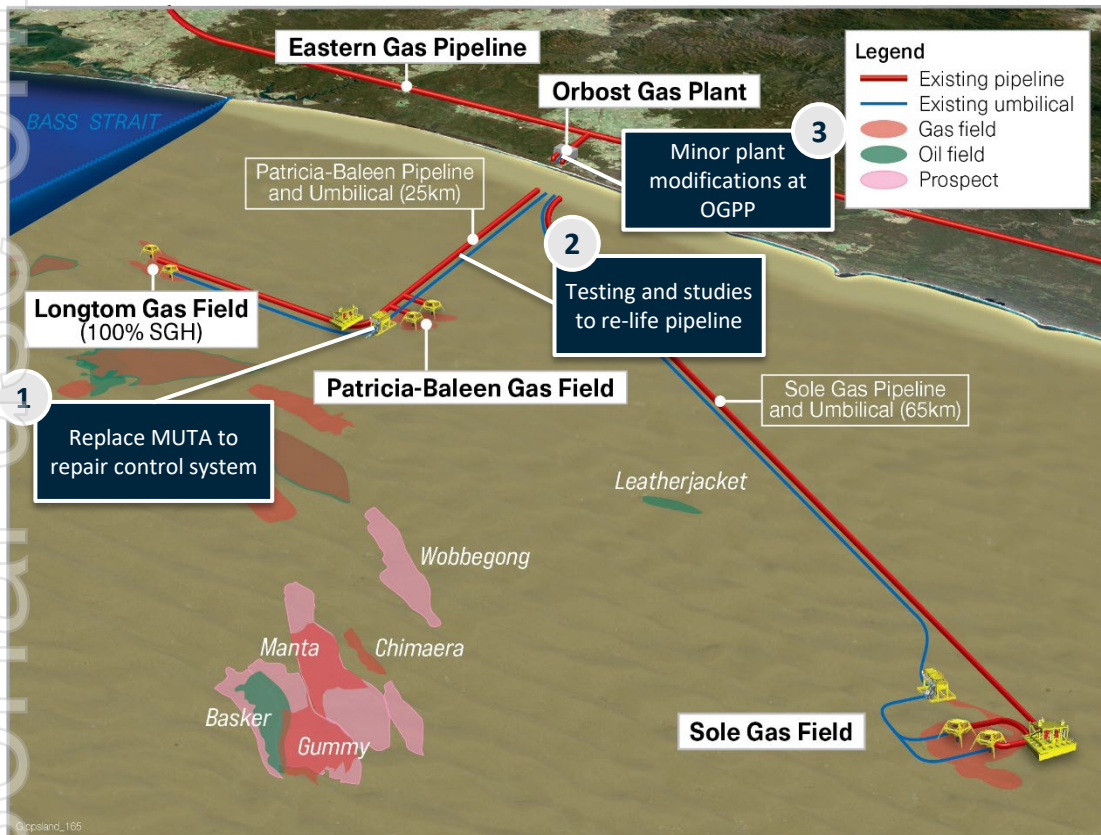 Eastern Gas Pipeline
Orbost Gas Plant
BASS STRAIT
Legend
Existing pipeline
Existing umbilical
Gas field
Oil field
Prospect
3
Minor plant
modifications at
OGPP
Patricia-Baleen Pipeline
and Umbilical (25km)
2
Testing and studies
to re-life pipeline
Longtom Gas Field
(100% SGH)
Patricia-Baleen Gas Field
1
Replace MUTA to
repair control system
Sole Gas Pipeline
and Umbilical (65km)
Leatherjacket
Wobbegong
Manta
Chimaera
Basker
Gummy
Sole Gas Field
Gippsland_165